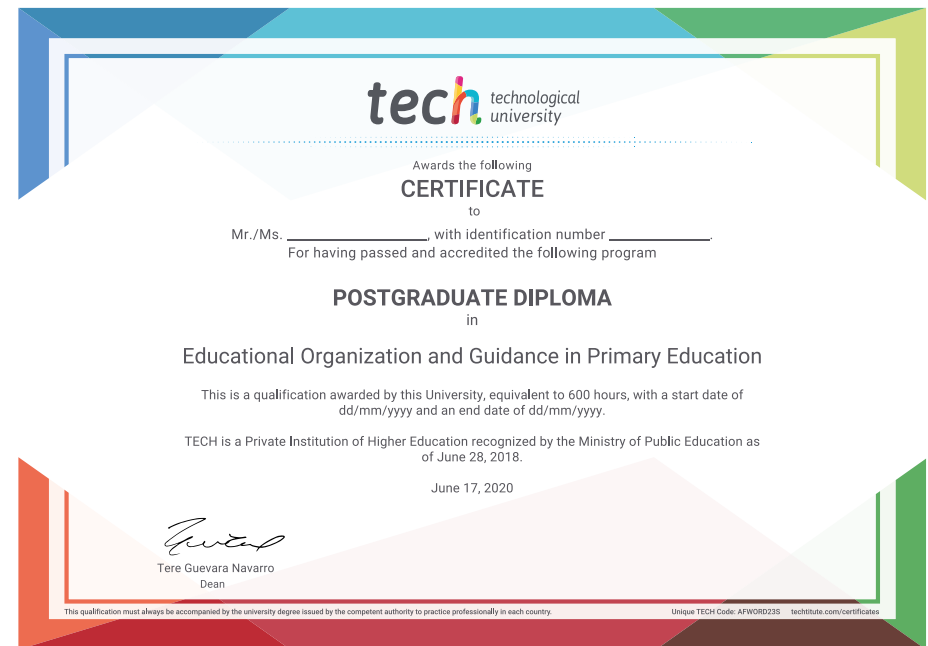 tech technological
university
Awards the following
CERTIFICATE
to
Mr./Ms. ____________________, with identification number ______________.
For having passed and accredited the following program
POSTGRADUATE DIPLOMA
in
Educational Organization and Guidance in Primary Education
This is a qualification awarded by this University, equivalent to 600 hours, with a start date of
dd/mm/yyyy and an end date of dd/mm/yyyy.
TECH is a Private Institution of Higher Education recognized by the Ministry of Public Education as
of June 28, 2018.
June 17, 2020
Tere Guevara Navarro
Dean
This qualification must always be accompanied by the university degree issued by the competent authority to practice professionally in each country.
Unique TECH Code: AFWORD23S techtitute.com/certificates